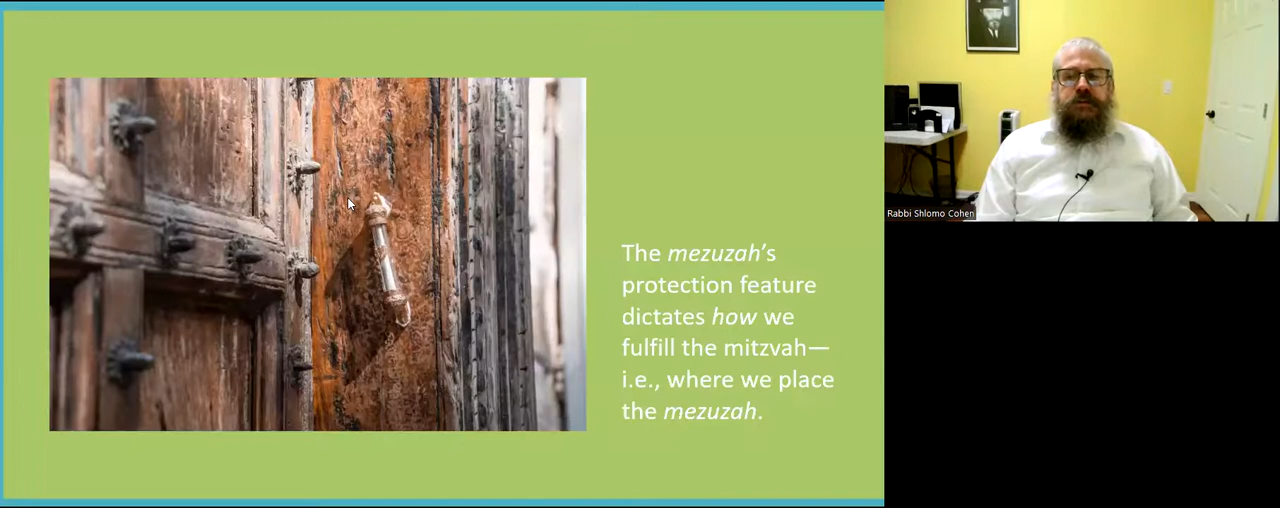 The mezuzah’s
protection feature
dictates how we
fulfill the mitzvah—
i.e., where we place
the mezuzah.
Rabbi Shlomo Cohen